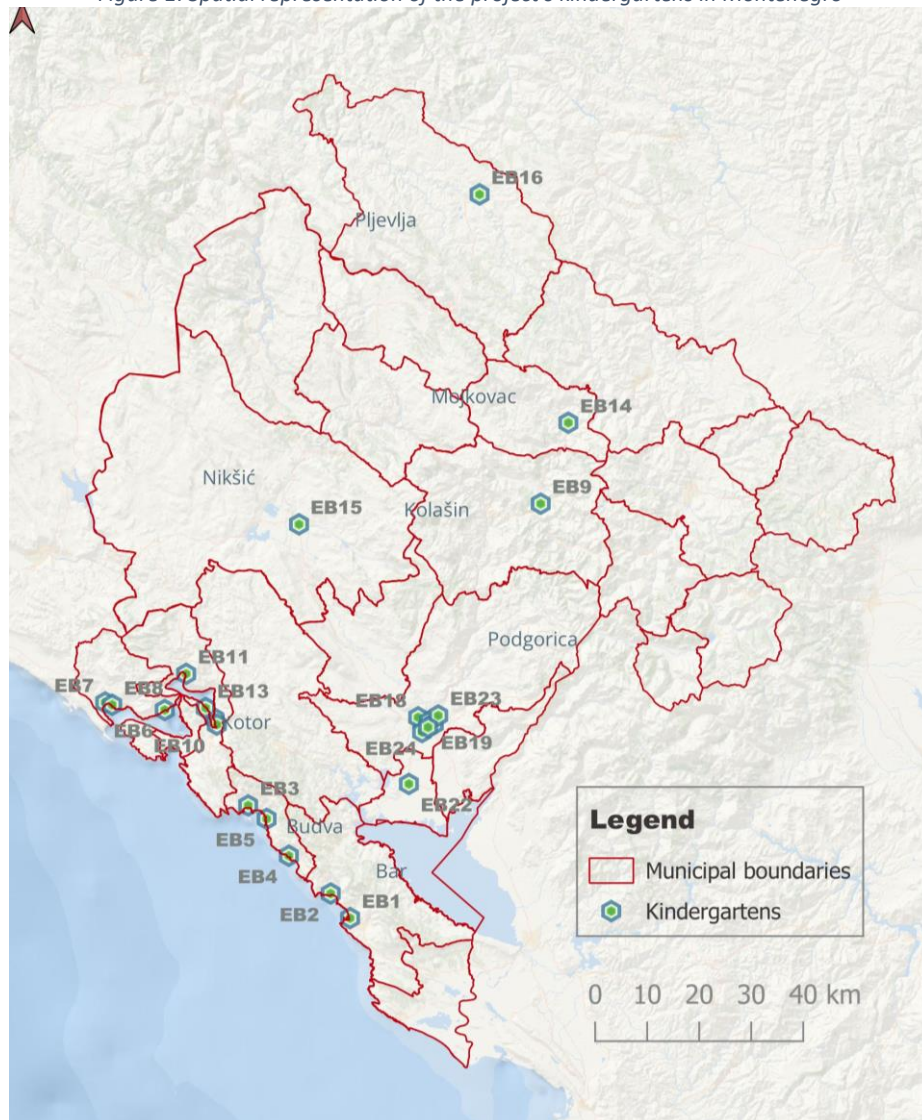 Figure 2. Spatial representation of the project's kindergartens in Montenegro
EB16
Pljevlja
Mojkovac
EB14
Nikšić
EB9
EB15
Kolašin
Podgorica
EB11
EB7
EB8
EB13
EB18
EB23
Kotor
EB6
EB10
EB24
EB19
EB3
EB22
EB5
Budva
EB4
Bar
EB2
EB1
Legend
Municipal boundaries
Kindergartens
0 10 20 30 40 km